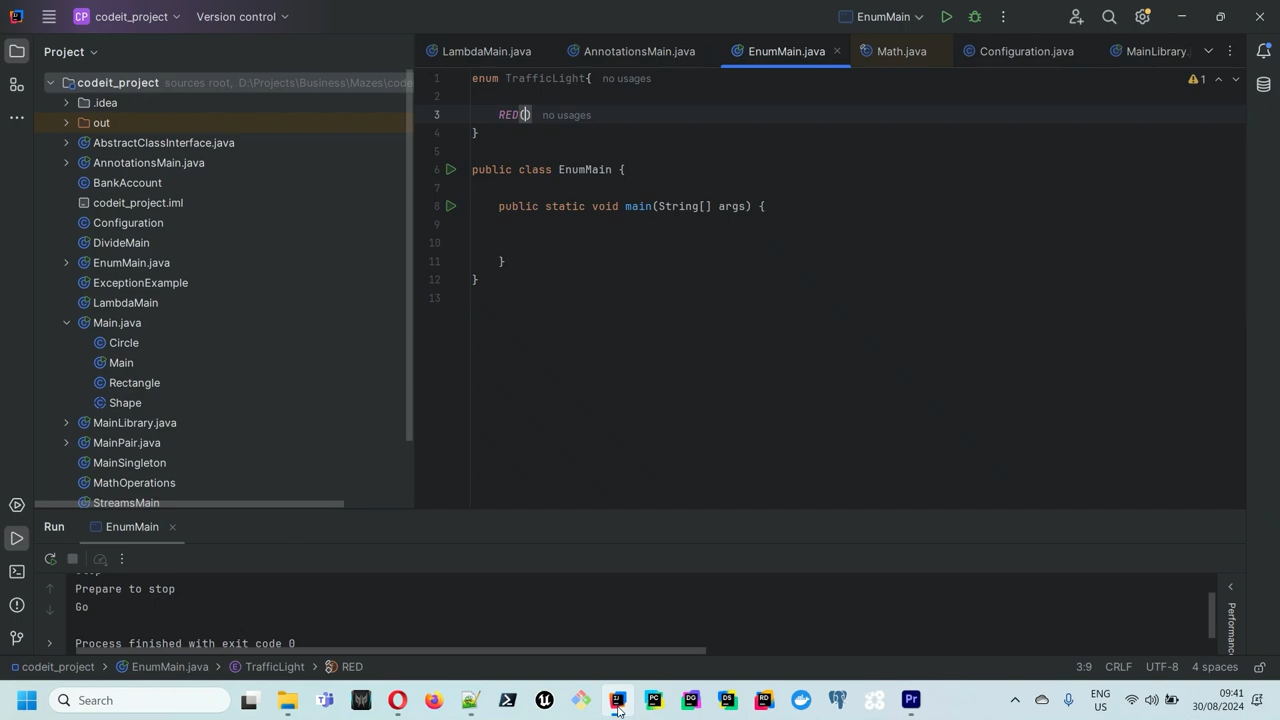 CP codeit_project
Version control
EnumMain
Project
LambdaMain.java
AnnotationsMain.java
EnumMain.java
Math.java
Configuration.java
MainLibrary.
codeit_project sources root, D:\Projects\Business\Mazes\code
.idea
out
AbstractClassInterface.java
AnnotationsMain.java
BankAccount
codeit_project.iml
Configuration
DivideMain
EnumMain.java
ExceptionExample
LambdaMain
Main.java
Circle
Main
Rectangle
Shape
MainLibrary.java
MainPair.java
MainSingleton
MathOperations
StreamsMain
1 enum TrafficLight{ no usages
1
2
3 RED() no usages
4 }
5
6 public class EnumMain {
7
8 public static void main(String[] args) {
9
10
11 }
12 }
13
Run
EnumMain
Prepare to stop
Go
Process finished with exit code 0
Performance
codeit_project > EnumMain.java > TrafficLight > RED
3:9 CRLF UTF-8 4 spaces
Search
ENG
US
09:41
30/08/2024